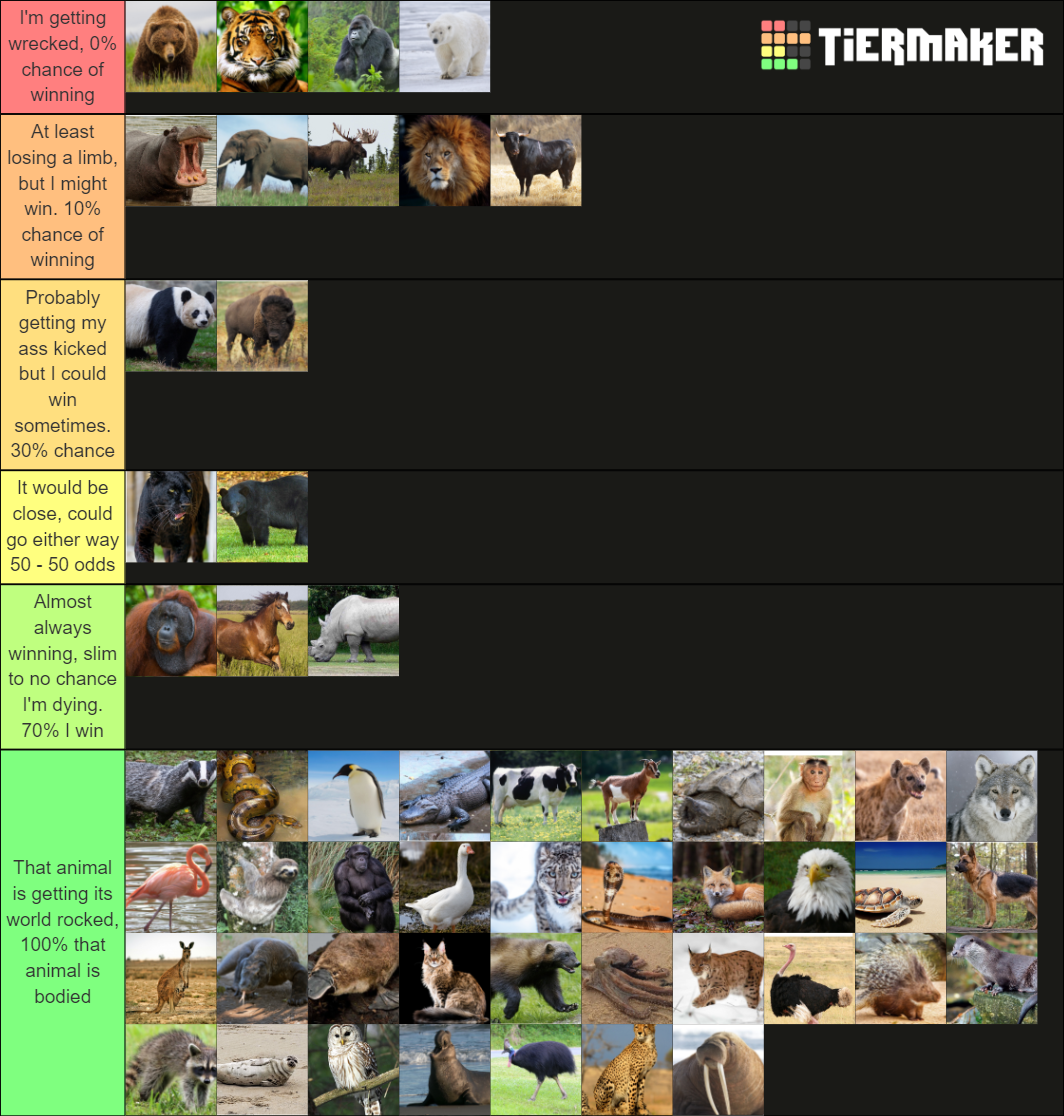 I'm getting
wrecked, 0%
chance of
winning
TiERMAKER
At least
losing a limb,
but I might
win. 10%
chance of
winning
Probably
getting my
ass kicked
but I could
win
sometimes.
30% chance
It would be
close, could
go either way
50 - 50 odds
Almost
always
winning, slim
to no chance
I'm dying.
70% I win
That animal
is getting its
world rocked,
100% that
animal is
bodied